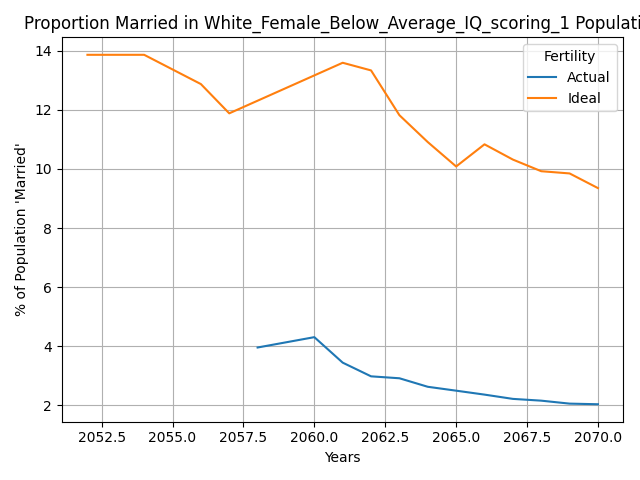 Proportion Married in White_Female_Below_Average_IQ_scoring_1 Populati
14
12
10
8
6
4
2
% of Population 'Married'
Fertility
Actual
Ideal
2052.5 2055.0 2057.5 2060.0 2062.5 2065.0 2067.5 2070.0
Years